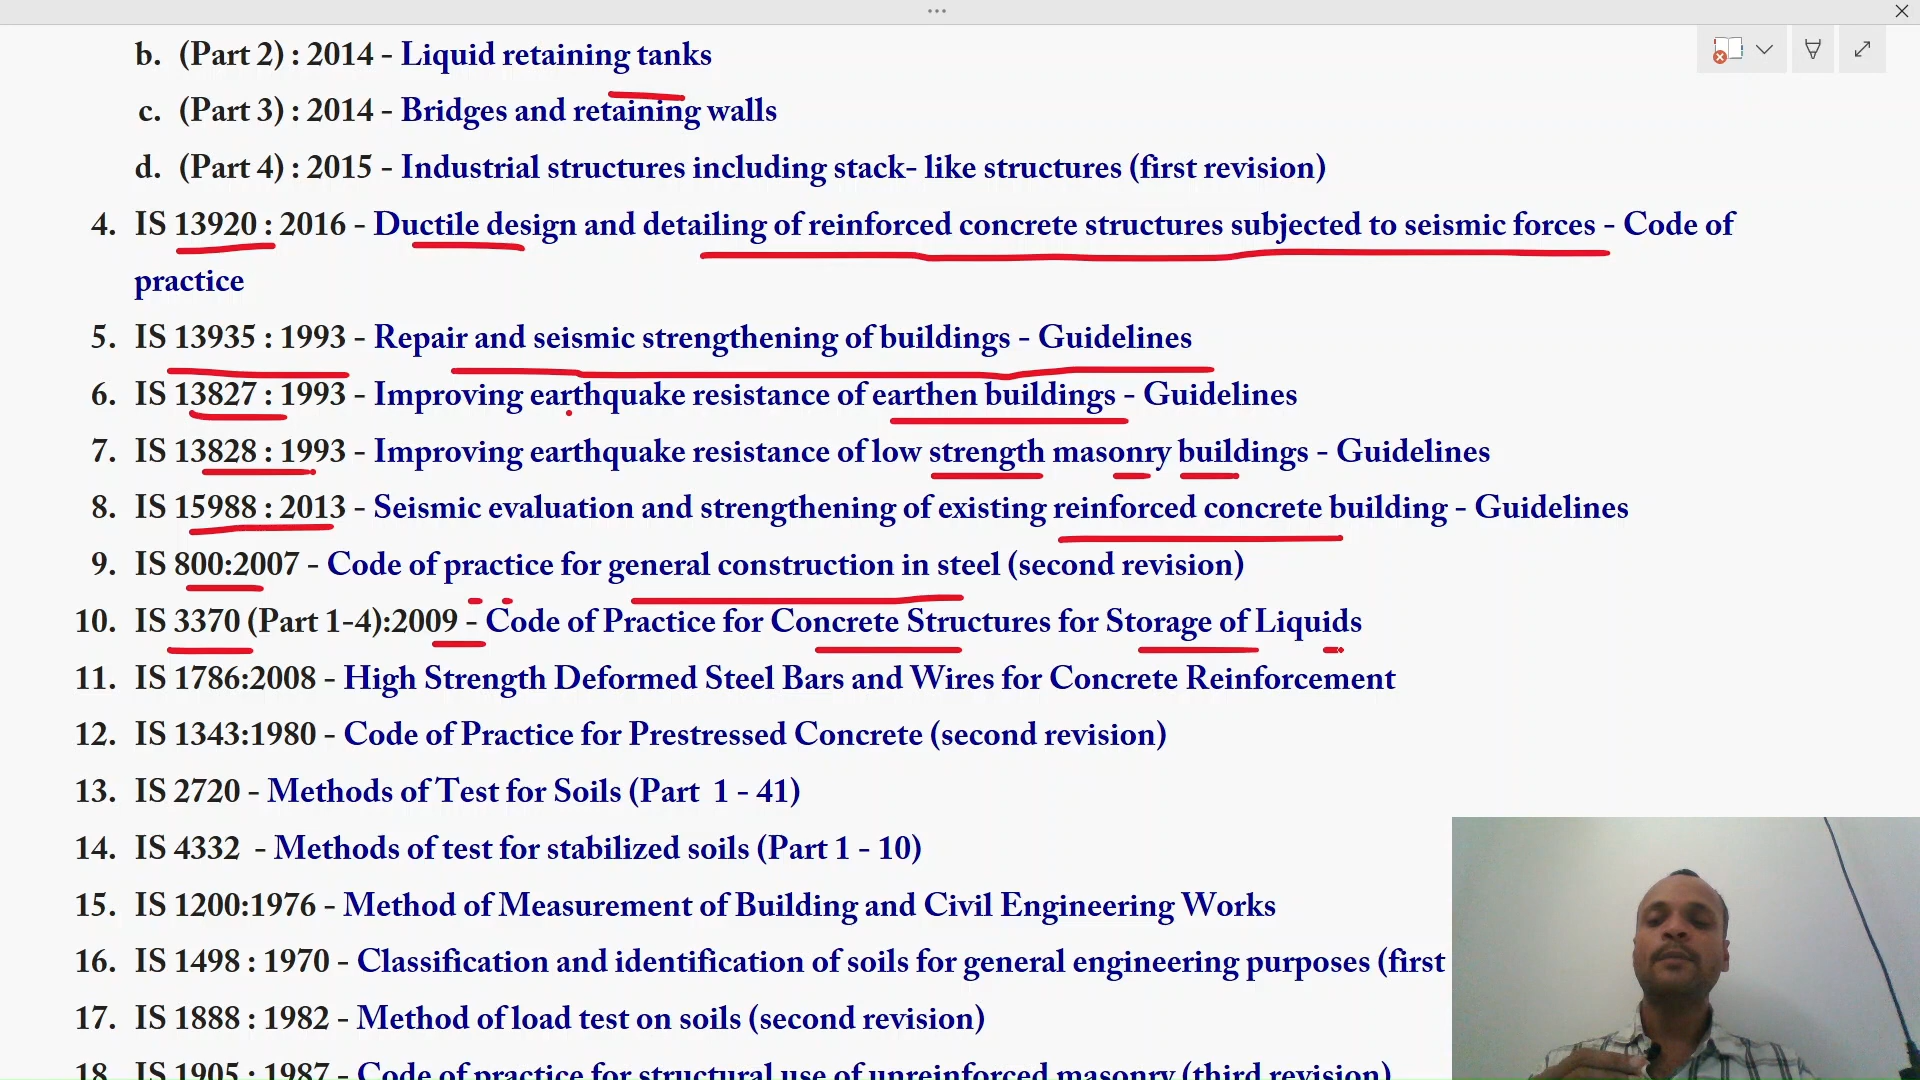 b. (Part 2) : 2014 - Liquid retaining tanks
c. (Part 3) : 2014 - Bridges and retaining walls
d. (Part 4) : 2015 - Industrial structures including stack- like structures (first revision)
4. IS 13920 : 2016 - Ductile design and detailing of reinforced concrete structures subjected to seismic forces - Code of
practice
5. IS 13935 : 1993 - Repair and seismic strengthening of buildings - Guidelines
6. IS 13827 : 1993 - Improving earthquake resistance of earthen buildings - Guidelines
7. IS 13828 : 1993 - Improving earthquake resistance of low strength masonry buildings - Guidelines
8. IS 15988 : 2013 - Seismic evaluation and strengthening of existing reinforced concrete building - Guidelines
9. IS 800:2007 - Code of practice for general construction in steel (second revision)
10. IS 3370 (Part 1-4):2009 - Code of Practice for Concrete Structures for Storage of Liquids
11. IS 1786:2008 - High Strength Deformed Steel Bars and Wires for Concrete Reinforcement
12. IS 1343:1980 - Code of Practice for Prestressed Concrete (second revision)
13. IS 2720 - Methods of Test for Soils (Part 1 - 41)
14. IS 4332 - Methods of test for stabilized soils (Part 1 - 10)
15. IS 1200:1976 - Method of Measurement of Building and Civil Engineering Works
16. IS 1498 : 1970 - Classification and identification of soils for general engineering purposes (first
17. IS 1888 : 1982 - Method of load test on soils (second revision)
18. IS 1905 : 1987 - Code of practice for structural use of unreinforced masonry (third revision)